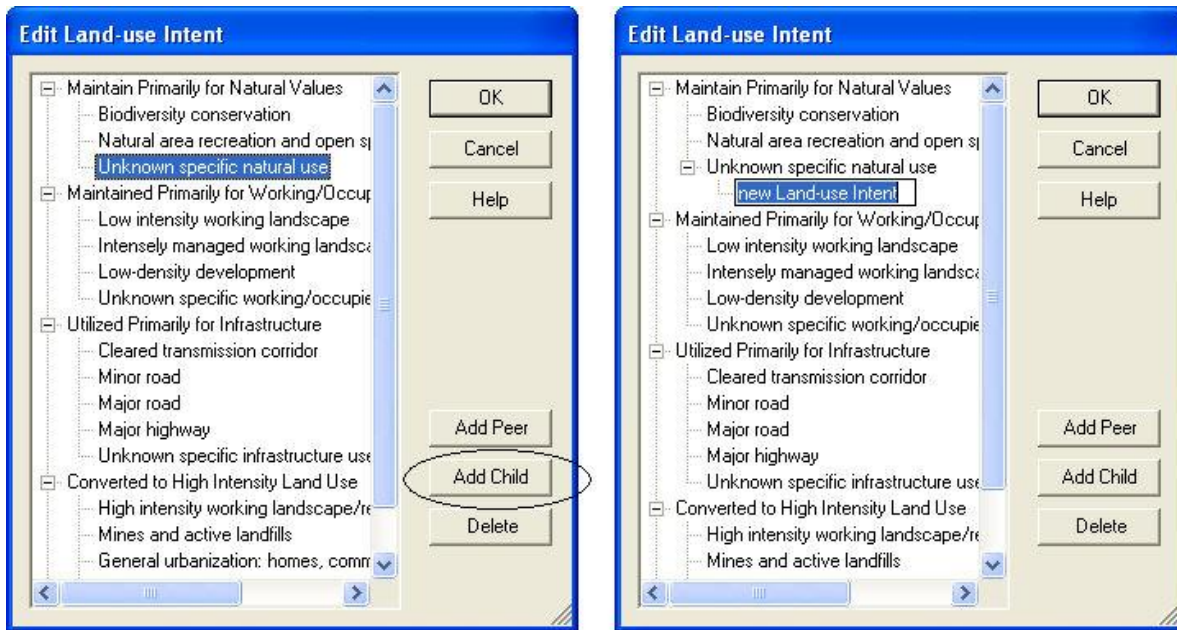 Edit Land-use Intent
Maintain Primarily for Natural Values
Biodiversity conservation
Natural area recreation and open
Unknown specific natural use
Maintained Primarily for Working/Occup
Low intensity working landscape
Intensely managed working landsca
Low-density development
Unknown specific working/occupie
Utilized Primarily for Infrastructure
Cleared transmission corridor
Minor road
Major road
Major highway
Unknown specific infrastructure use
Converted to High Intensity Land Use
High intensity working landscape/re
Mines and active landfills
General urbanization: homes, comm
OK
Cancel
Help
Add Peer
Add Child
Delete
Edit Land-use Intent
Maintain Primarily for Natural Values
Biodiversity conservation
Natural area recreation and open
Unknown specific natural use
new Land-use Intent
Maintained Primarily for Working/Occup
Low intensity working landscape
Intensely managed working landsca
Low-density development
Unknown specific working/occupie
Utilized Primarily for Infrastructure
Cleared transmission corridor
Minor road
Major road
Major highway
Unknown specific infrastructure use
Converted to High Intensity Land Use
High intensity working landscape/re
Mines and active landfills
OK
Cancel
Help
Add Peer
Add Child
Delete